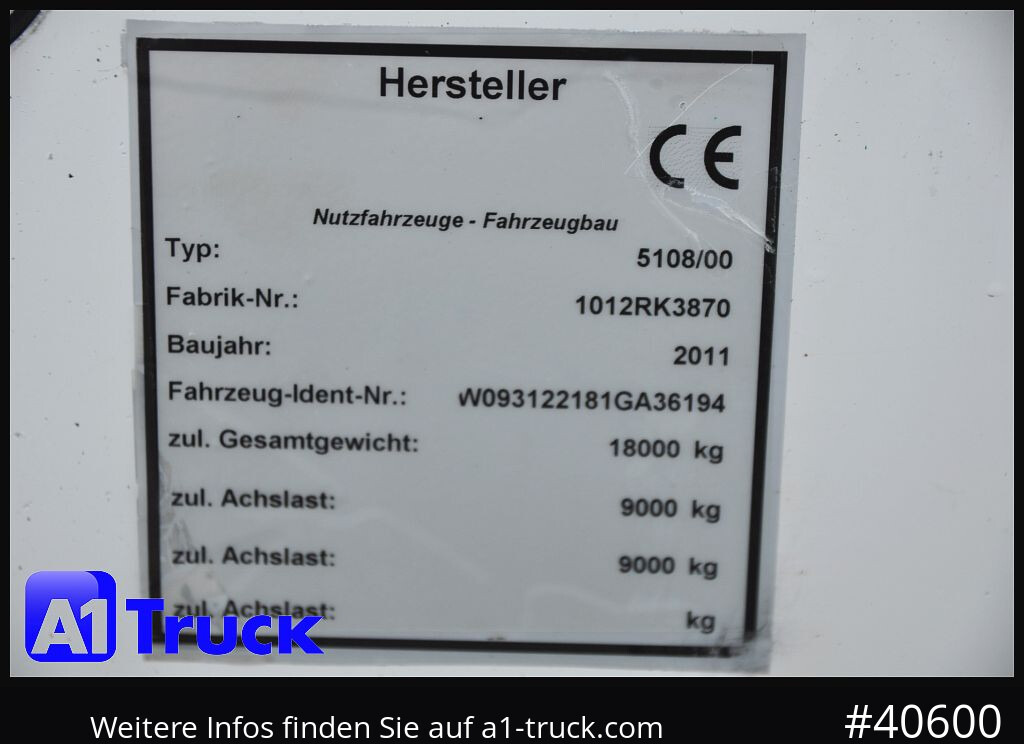 Hersteller
CE
Nutzfahrzeuge - Fahrzeugbau
Typ: 5108/00
Fabrik-Nr.: 1012RK3870
Baujahr: 2011
Fahrzeug-Ident-Nr.: W093122181GA36194
zul. Gesamtgewicht: 18000 kg
zul. Achslast: 9000 kg
zul. Achslast: 9000 kg
zul. Achslast: kg
A1 Truck
Weitere Infos finden Sie auf a1-truck.com #40600